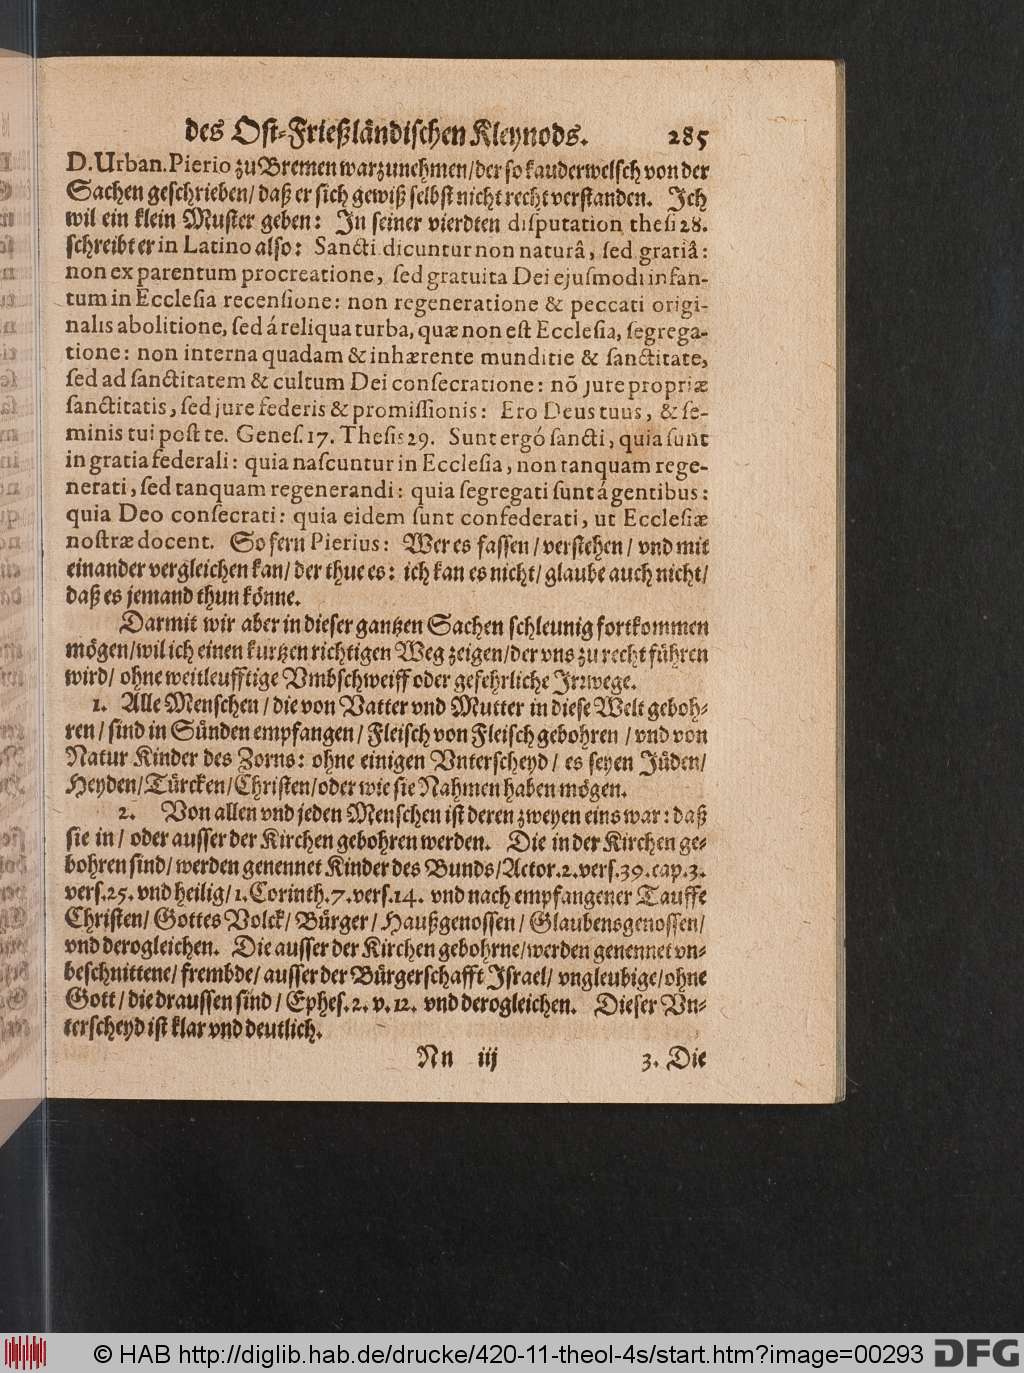 des Oſt-Frießlåndiſchen Kleynods. 285
D. Urban. Pierio zu Bremen warzunehmen/ der ſo kauderwelſch von der
Sachen geſchrieben/ daß er ſich gewiß ſelbſt nicht recht verſtanden. Ich
wil ein klein Muſter geben: In ſeiner vierdten diſputation theſi 28.
ſchreibt er in Latino alſo: Sancti dicuntur non naturâ, ſed gratiâ:
non ex parentum procreatione, ſed gratuita Dei ejuſmodi infan-
tum in Eccleſia recenſione: non regeneratione & peccati origi-
nalis abolitione, ſed á reliqua turba, quæ non eſt Eccleſia, ſegrega-
tione: non interna quadam & inhærente munditie & ſanctitate,
ſed ad ſanctitatem & cultum Dei conſecratione: nõ jure propriæ
ſanctitatis, ſed jure federis & promiſſionis: Ero Deus tuus, & ſe-
minis tui poſt te. Geneſ. 17. Theſis 29. Sunt ergó ſancti, quia ſunt
in gratia federali: quia naſcuntur in Eccleſia, non tanquam rege-
nerati, ſed tanquam regenerandi: quia ſegregati ſunt á gentibus:
quia Deo conſecrati: quia eidem ſunt confederati, ut Eccleſiæ
noſtræ docent. So fern Pierius: Wer es faſſen/ verſtehen/ vnd mit
einander vergleichen kan/ der thue es: ich kan es nicht/ glaube auch nicht/
daß es jemand thun kônne.
Darmit wir aber in dieſer gantzen Sachen ſchleunig fortkommen
môgen/ wil ich einen kurtzen richtigen Weg zeigen/ der vns zu recht fûhren
wird/ ohne weitleufftige Vmbſchweiff oder gefehrliche Irꝛwege.
1. Alle Menſchen/ die von Vatter vnd Mutter in dieſe Welt geboh-
ren/ ſind in Sûnden empfangen/ Fleiſch von Fleiſch gebohren/ vnd von
Natur Kinder des Zorns: ohne einigen Vnterſcheyd/ es ſeyen Jûden/
Heyden/ Tûrcken/ Chriſten/ oder wie ſie Nahmen haben môgen.
2. Von allen vnd jeden Menſchen iſt deren zweyen eins war: daß
ſie in/ oder auſſer der Kirchen gebohren werden. Die in der Kirchen ge-
bohren ſind/ werden genennet Kinder des Bunds/ Actor. 2. verſ. 39. cap. 3.
verſ. 25. vnd heilig/ 1. Corinth. 7. verſ. 14. vnd nach empfangener Tauffe
Chriſten/ Gottes Volck/ Bûrger/ Haußgenoſſen/ Glaubensgenoſſen/
vnd derogleichen. Die auſſer der Kirchen gebohrne/ werden genennet vn-
beſchnittene/ frembde/ auſſer der Bûrgerſchafft Iſrael/ vngleubige/ ohne
Gott/ die drauſſen ſind/ Epheſ. 2. v. 12. vnd derogleichen. Dieſer Vn-
terſcheyd iſt klar vnd deutlich.
Nn iij 3. Die
© HAB http://diglib.hab.de/drucke/420-11-theol-4s/start.htm?image=00293 DFG